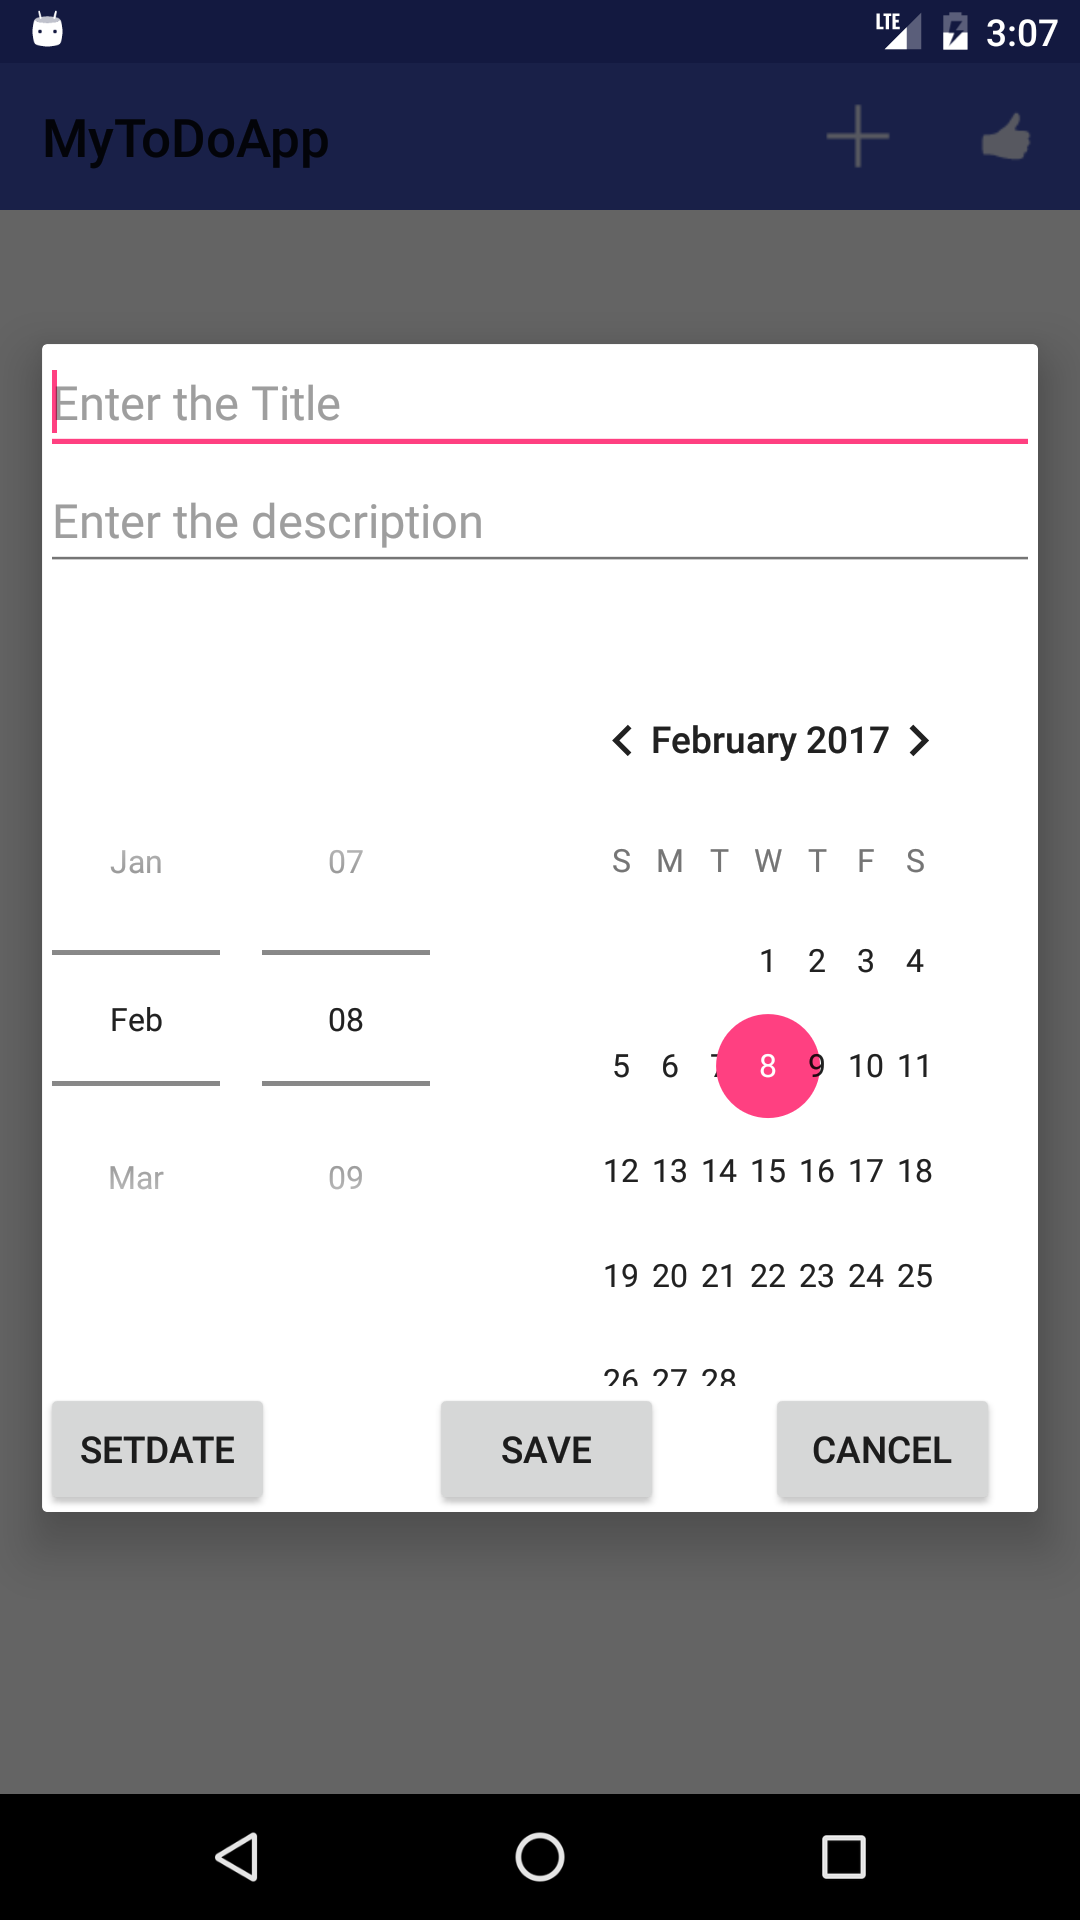 LTE 3:07
MyToDoApp
Enter the Title
Enter the description
February 2017
Jan 07
S M T W T F S
1 2 3 4
Feb 08
5 6 7 8 9 10 11
Mar 09
12 13 14 15 16 17 18
19 20 21 22 23 24 25
26 27 28
SETDATE SAVE CANCEL